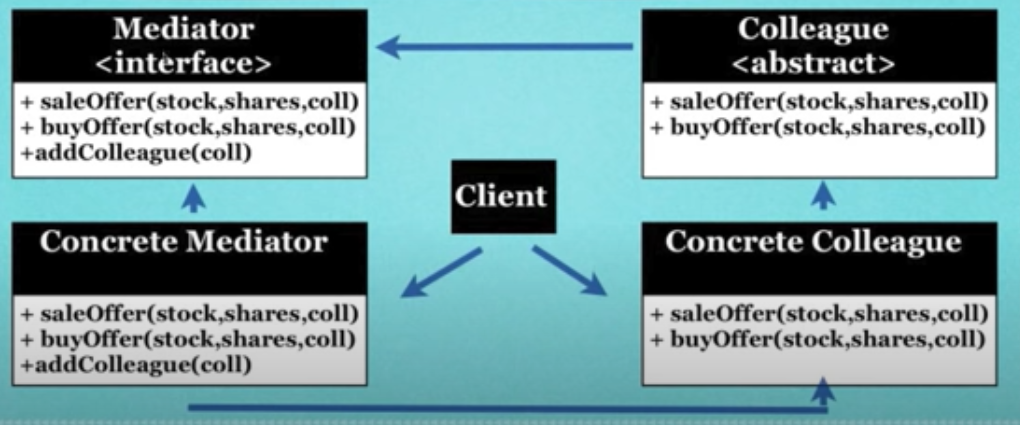 Mediator
<interface>
+ saleOffer(stock,shares,coll)
+ buyOffer(stock,shares,coll)
+addColleague(coll)
Colleague
<abstract>
+ saleOffer(stock,shares,coll)
+ buyOffer(stock,shares,coll)
Client
Concrete Mediator
+ saleOffer(stock,shares,coll)
+ buyOffer(stock,shares,coll)
+addColleague(coll)
Concrete Colleague
+ saleOffer(stock,shares,coll)
+ buyOffer(stock,shares,coll)